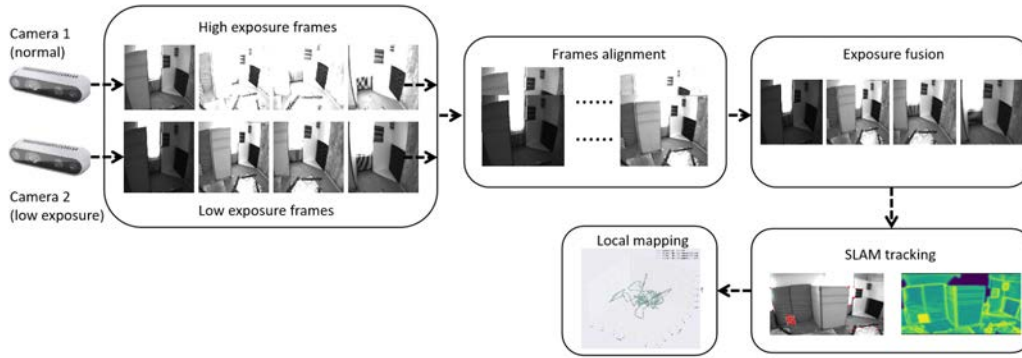 Camera 1
(normal)
High exposure frames
Low exposure frames
Camera 2
(low exposure)
Frames alignment
......
......
Exposure fusion
SLAM tracking
Local mapping